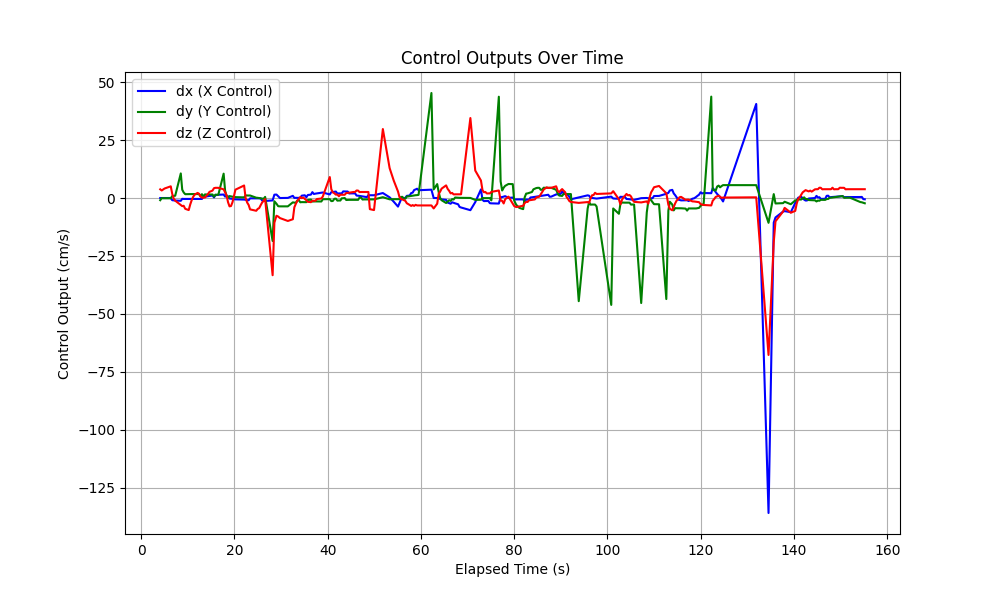 Control Outputs Over Time
dx (X Control)
dy (Y Control)
dz (Z Control)
Control Output (cm/s)
50
25
0
−25
−50
−75
−100
−125
0 20 40 60 80 100 120 140 160
Elapsed Time (s)